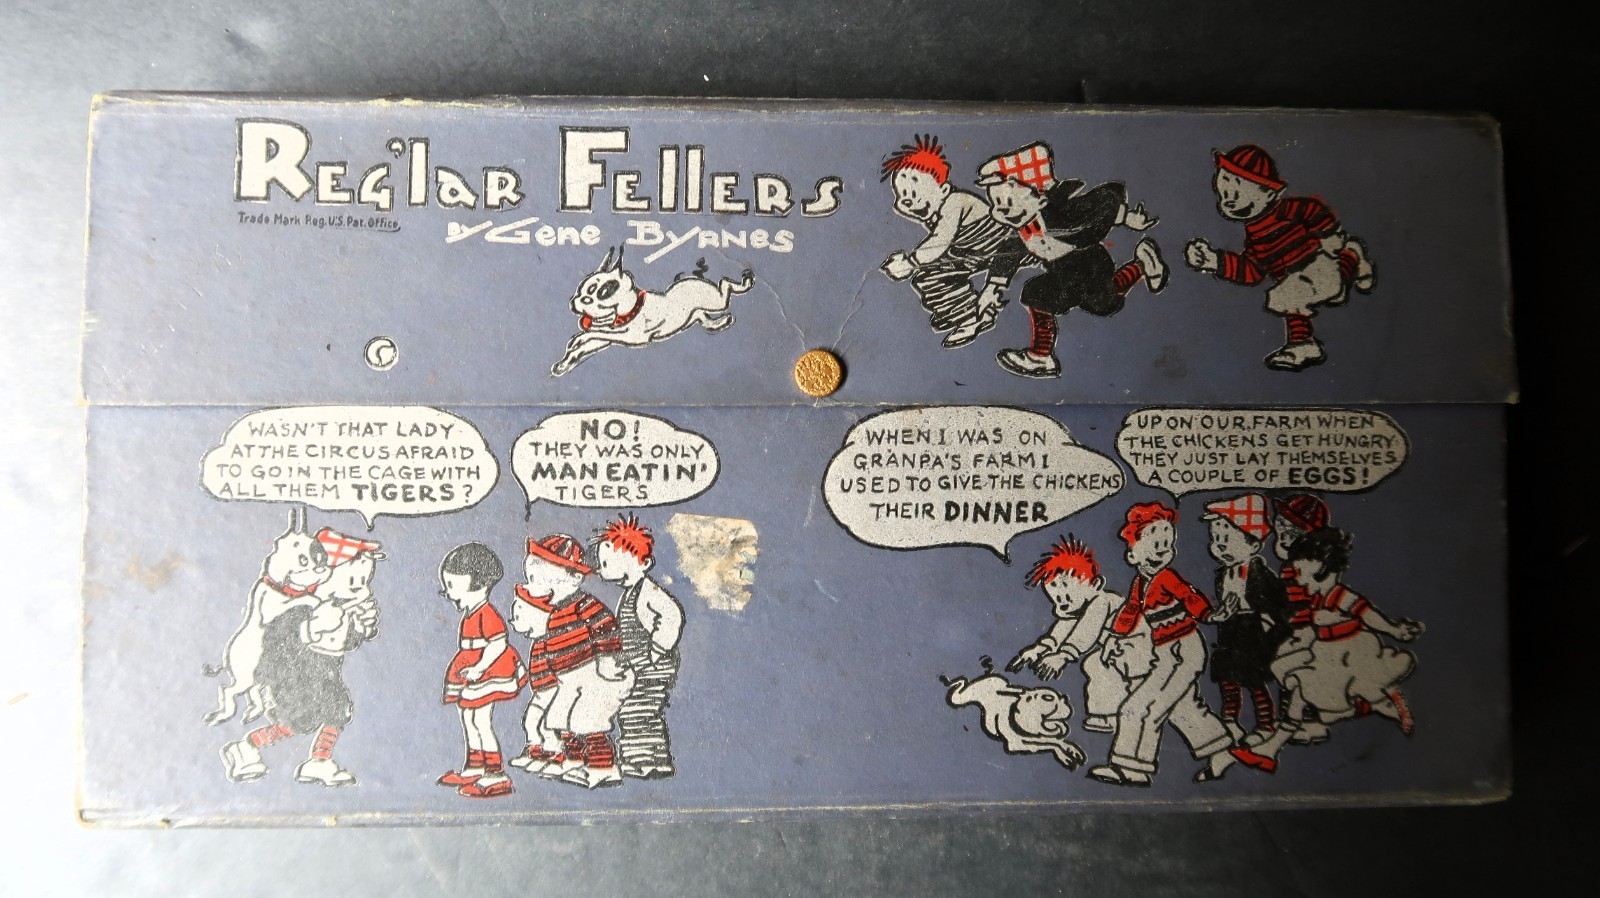 REG'LAR FELLERS
Trade Mark Reg. U.S. Pat. Office
BY GENE BYRNES
WASN'T THAT LADY
AT THE CIRCUS AFRAID
TO GO IN THE CAGE WITH
ALL THEM TIGERS?
NO!
THEY WAS ONLY
MAN EATIN'
TIGERS
WHEN I WAS ON
GRANPA'S FARM I
USED TO GIVE THE CHICKENS
THEIR DINNER
UP ON OUR FARM WHEN
THE CHICKENS GET HUNGRY
THEY JUST LAY THEMSELVES
A COUPLE OF EGGS!